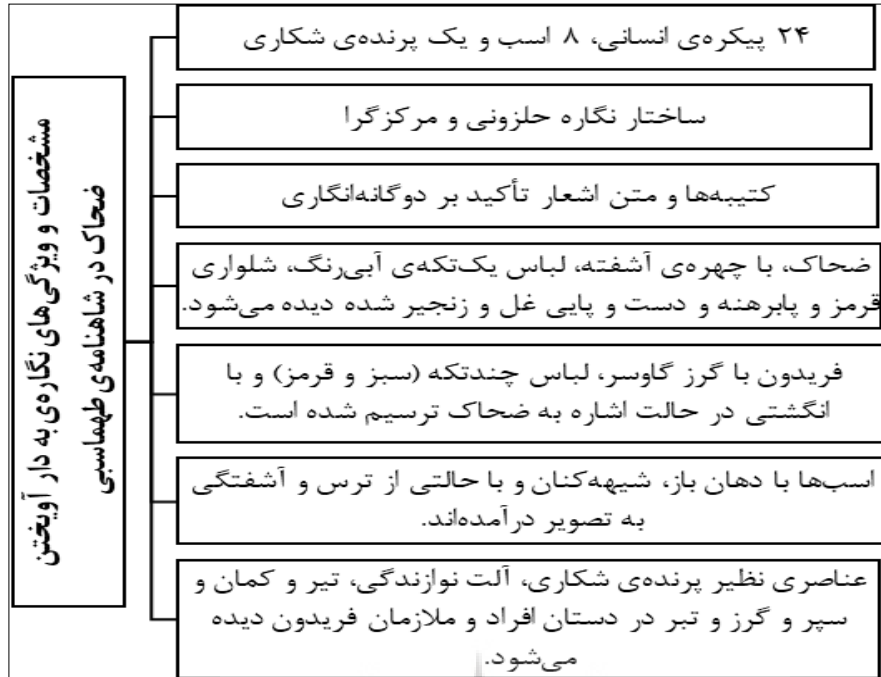 مشخصات و ویژگی‌های نگاره‌ی به دار آویختن
ضحاک در شاهنامه‌ی طهماسبی
۲۴ پیکره‌ی انسانی، ۸ اسب و یک پرنده‌ی شکاری
ساختار نگاره حلزونی و مرکزگرا
کتیبه‌ها و متن اشعار تأکید بر دوگانه‌انگاری
ضحاک، با چهره‌ی آشفته، لباس یک‌تکه‌ی آبی‌رنگ، شلواری
قرمز و پابرهنه و دست و پایی غل و زنجیر شده دیده می‌شود.
فریدون با گرز گاوسر، لباس چندتکه (سبز و قرمز) و با
انگشتی در حالت اشاره به ضحاک ترسیم شده است.
اسب‌ها با دهان باز، شیهه‌کنان و با حالتی از ترس و آشفتگی
به تصویر درآمده‌اند.
عناصری نظیر پرنده‌ی شکاری، آلت نوازندگی، تیر و کمان و
سپر و گرز و تبر در دستان افراد و ملازمان فریدون دیده
می‌شود.